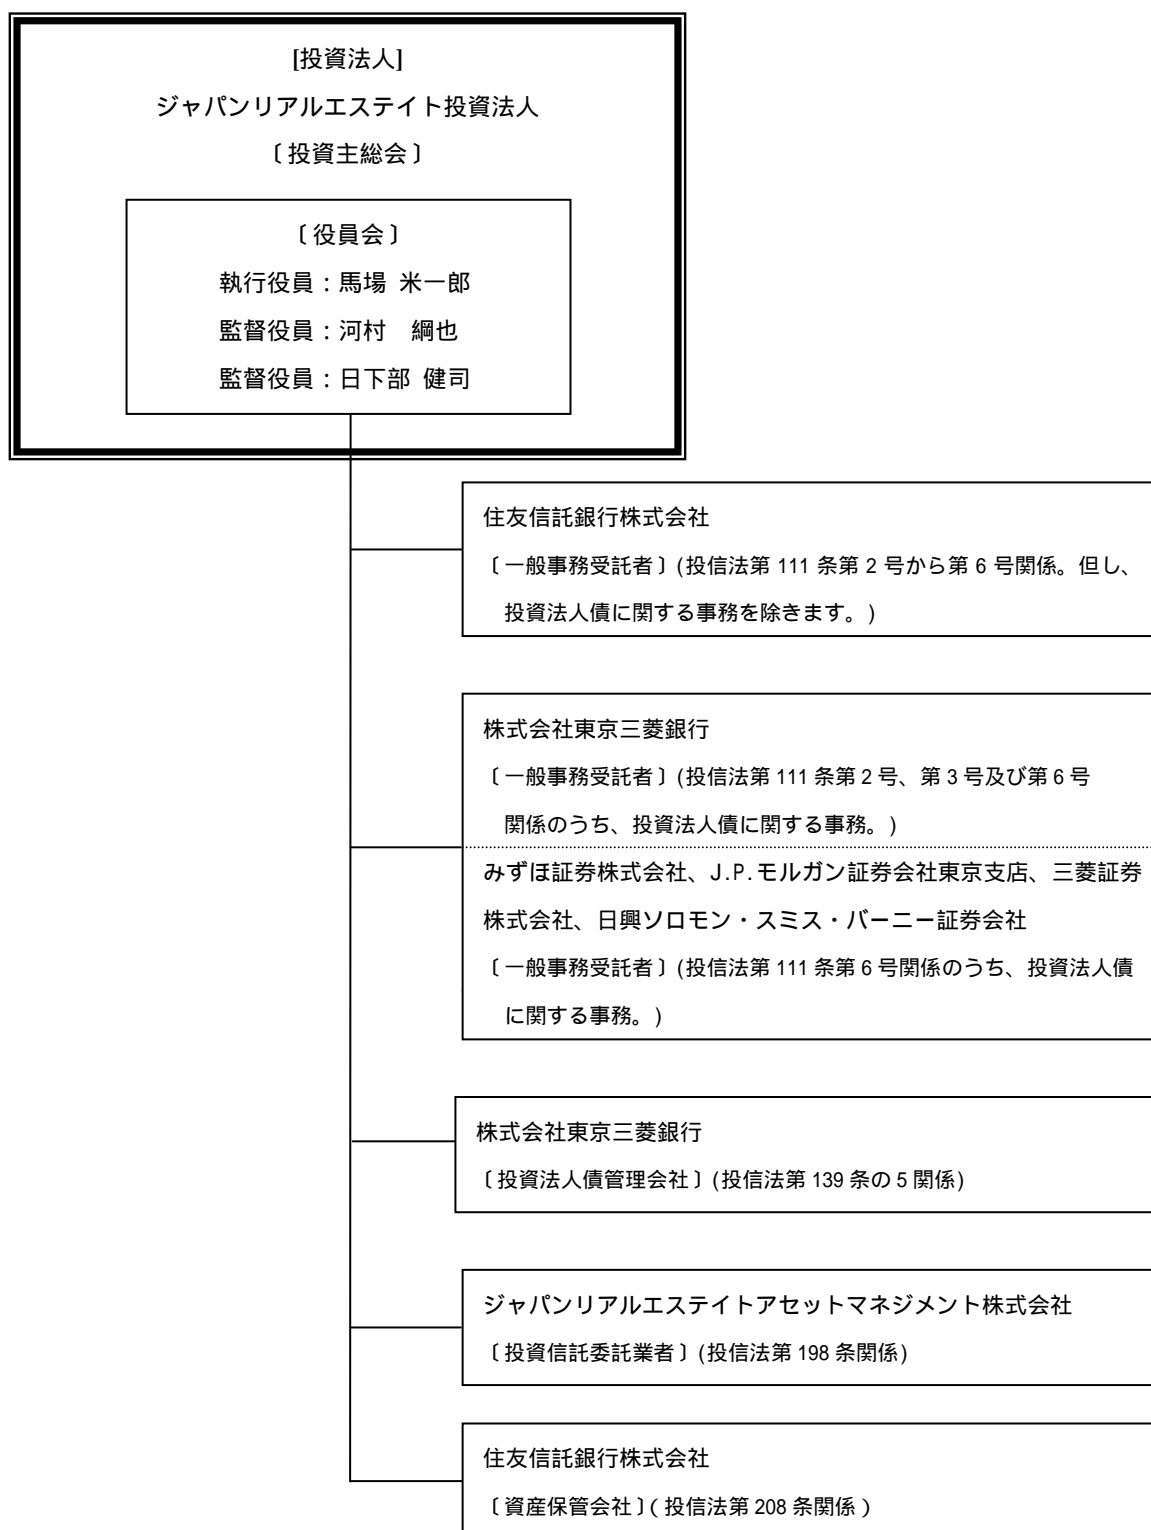 [投資法人]
ジャパンリアルエステイト投資法人
〔投資主総会〕
〔役員会〕
執行役員：馬場 米一郎
監督役員：河村　綱也
監督役員：日下部 健司
住友信託銀行株式会社
〔一般事務受託者〕(投信法第 111 条第 2 号から第 6 号関係。但し、
投資法人債に関する事務を除きます。)
株式会社東京三菱銀行
〔一般事務受託者〕(投信法第 111 条第 2 号、第 3 号及び第 6 号
関係のうち、投資法人債に関する事務。)
みずほ証券株式会社、J.P.モルガン証券会社東京支店、三菱証券
株式会社、日興ソロモン・スミス・バーニー証券会社
〔一般事務受託者〕(投信法第 111 条第 6 号関係のうち、投資法人債
に関する事務。)
株式会社東京三菱銀行
〔投資法人債管理会社〕(投信法第 139 条の 5 関係)
ジャパンリアルエステイトアセットマネジメント株式会社
〔投資信託委託業者〕(投信法第 198 条関係)
住友信託銀行株式会社
〔資産保管会社〕(投信法第 208 条関係)